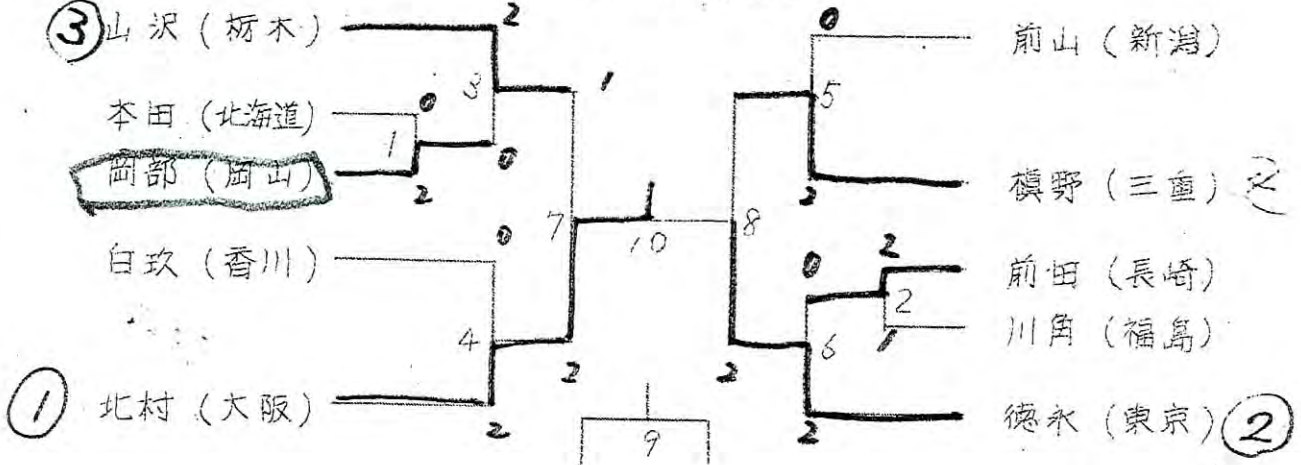 ③ 山沢 (栃木) 2 0 前山 (新潟)
3 1 5
本田 (北海道) 0
1
岡部 (岡山) 2 0 2 槇野 (三重)
7 10 8
白玖 (香川) 0 0 2 前田 (長崎)
2
4 6 1 川角 (福島)
2 2
① 北村 (大阪) 2 9 2 徳永 (東京) ②